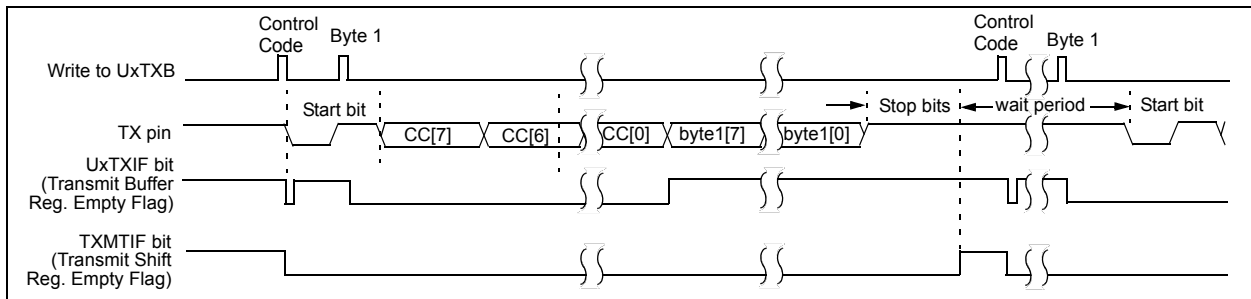 Control
Code
Byte 1
Control
Code
Byte 1
Write to UxTXB
Start bit
Stop bits
wait period
Start bit
TX pin
CC[7]
CC[6]
CC[0]
byte1[7]
byte1[0]
UxTXIF bit
(Transmit Buffer
Reg. Empty Flag)
TXMTIF bit
(Transmit Shift
Reg. Empty Flag)